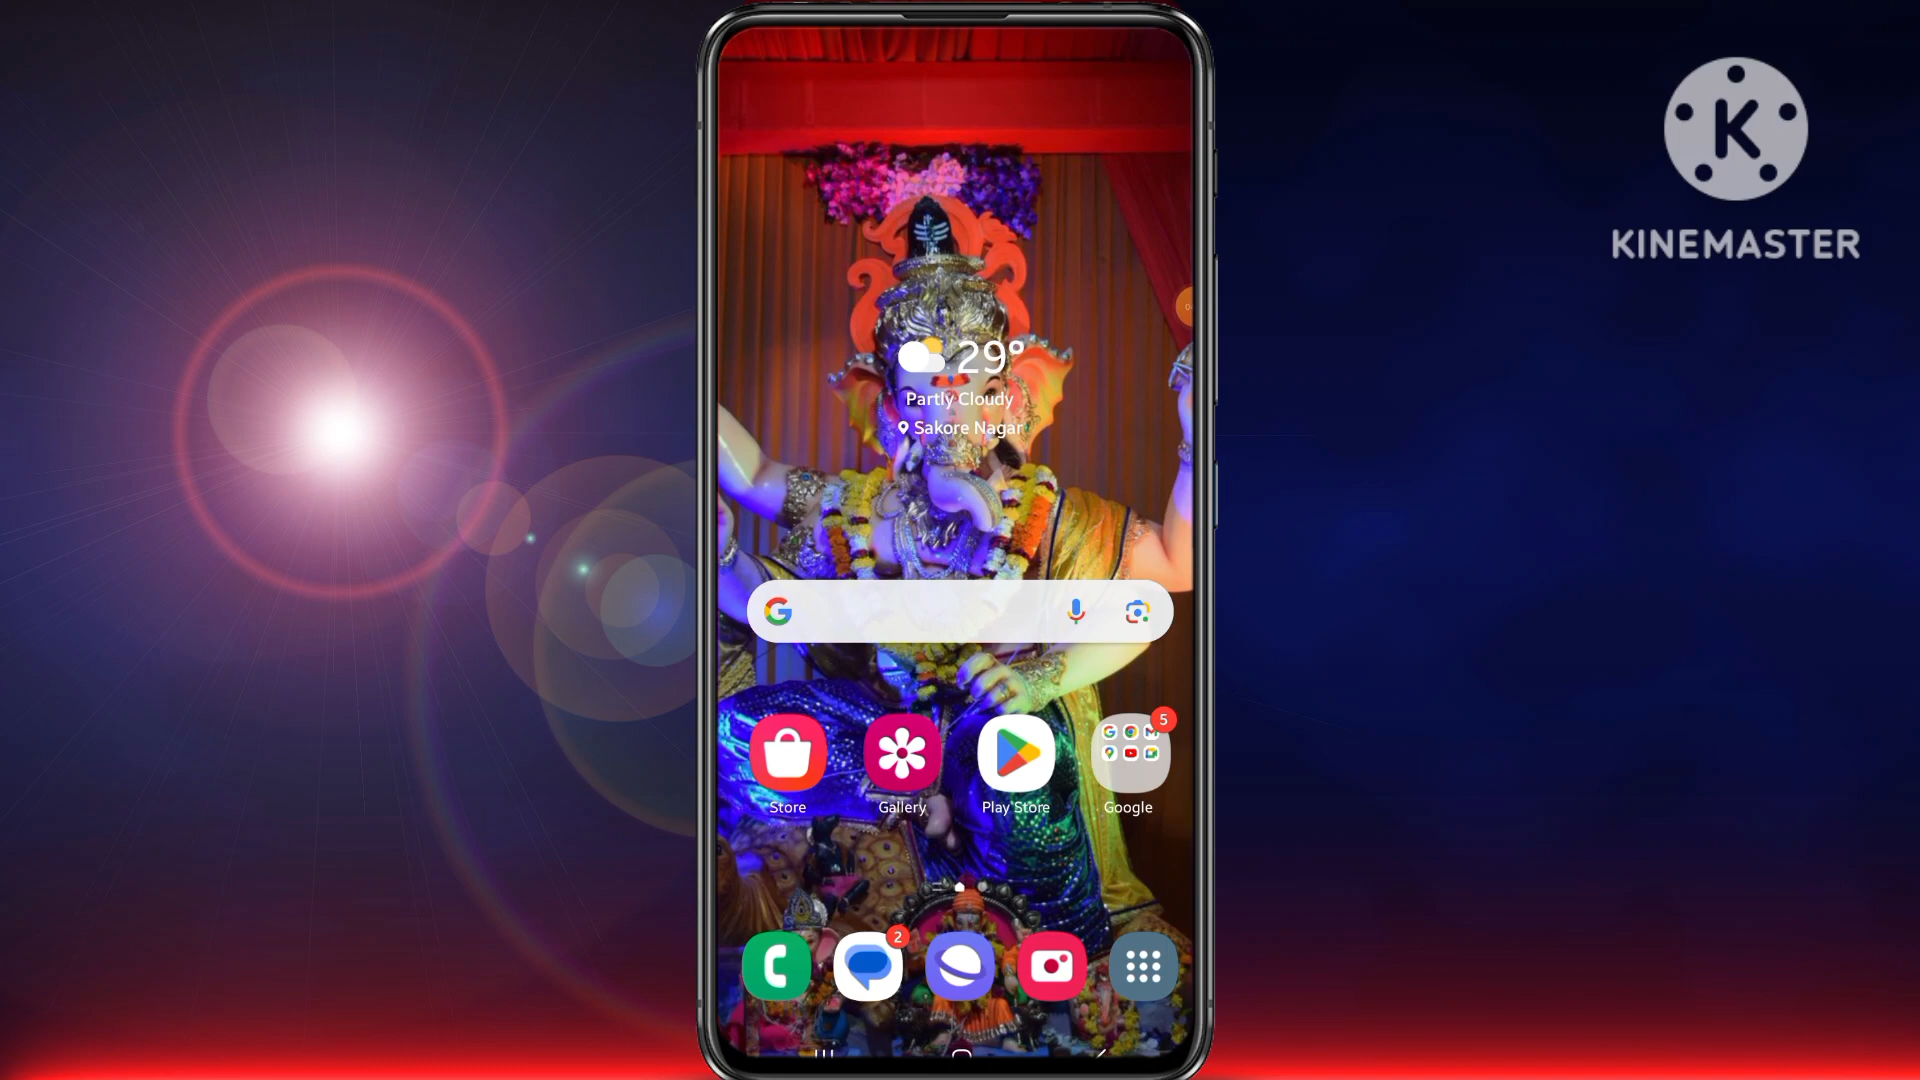 KINEMASTER
29°
Partly Cloudy
Sakore Nagar
5
Store
Gallery
Play Store
Google
2